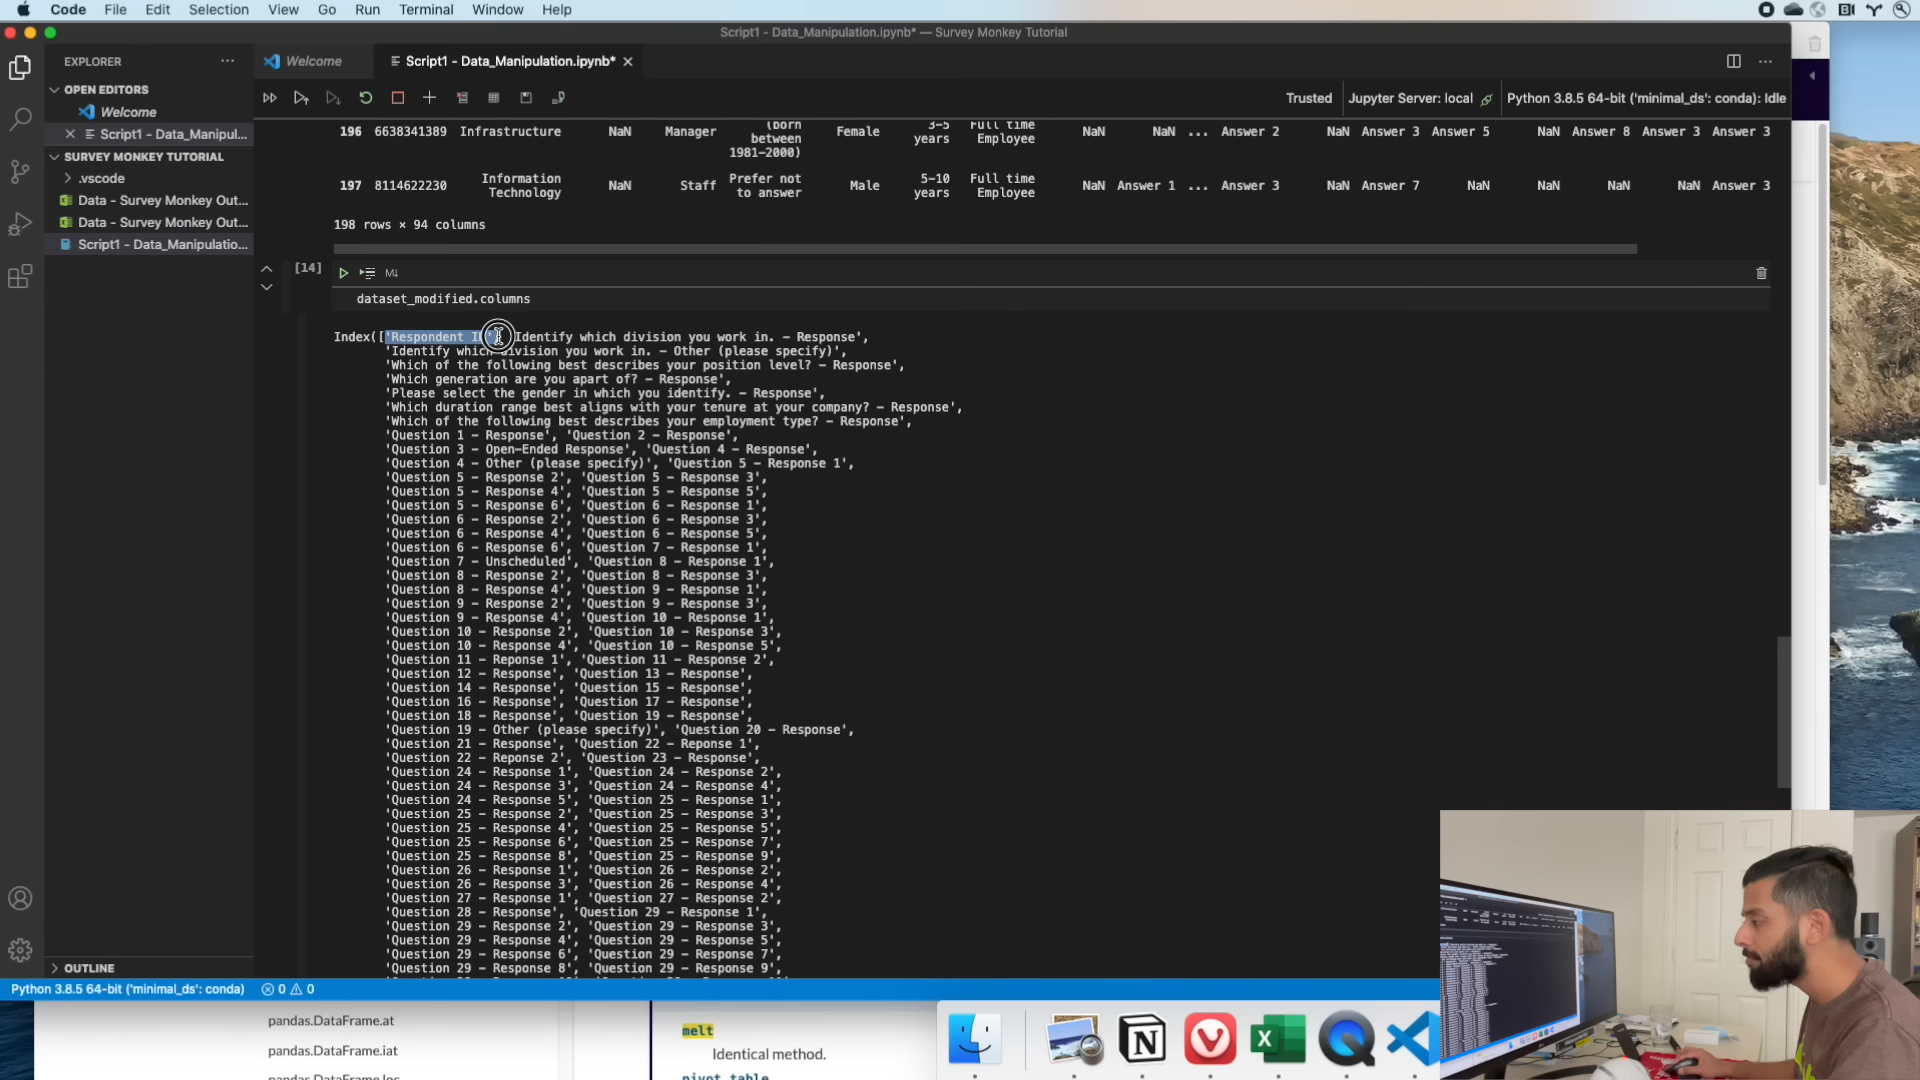 Code File Edit Selection View Go Run Terminal Window Help
Script1 - Data_Manipulation.ipynb* — Survey Monkey Tutorial
EXPLORER
Welcome
Script1 - Data_Manipulation.ipynb*
OPEN EDITORS
Welcome
Script1 - Data_Manipul...
SURVEY MONKEY TUTORIAL
.vscode
Data - Survey Monkey Out...
Data - Survey Monkey Out...
Script1 - Data_Manipulatio...
OUTLINE
Trusted
Jupyter Server: local
Python 3.8.5 64-bit ('minimal_ds': conda): Idle
196 6638341389 Infrastructure NaN Manager (born between 1981–2000) Female 3-5 years Full time Employee NaN NaN ... Answer 2 NaN Answer 3 Answer 5 NaN Answer 8 Answer 3 Answer 3
197 8114622230 Information Technology NaN Staff Prefer not to answer Male 5-10 years Full time Employee NaN Answer 1 ... Answer 3 NaN Answer 7 NaN NaN NaN NaN Answer 3
198 rows × 94 columns
[14]
M↓
dataset_modified.columns
Index(['Respondent ID', 'Identify which division you work in. – Response',
'Identify which division you work in. – Other (please specify)',
'Which of the following best describes your position level? – Response',
'Which generation are you apart of? – Response',
'Please select the gender in which you identify. – Response',
'Which duration range best aligns with your tenure at your company? – Response',
'Which of the following best describes your employment type? – Response',
'Question 1 – Response', 'Question 2 – Response',
'Question 3 – Open–Ended Response', 'Question 4 – Response',
'Question 4 – Other (please specify)', 'Question 5 – Response 1',
'Question 5 – Response 2', 'Question 5 – Response 3',
'Question 5 – Response 4', 'Question 5 – Response 5',
'Question 5 – Response 6', 'Question 6 – Response 1',
'Question 6 – Response 2', 'Question 6 – Response 3',
'Question 6 – Response 4', 'Question 6 – Response 5',
'Question 6 – Response 6', 'Question 7 – Response 1',
'Question 7 – Unscheduled', 'Question 8 – Response 1',
'Question 8 – Response 2', 'Question 8 – Response 3',
'Question 8 – Response 4', 'Question 9 – Response 1',
'Question 9 – Response 2', 'Question 9 – Response 3',
'Question 9 – Response 4', 'Question 10 – Response 1',
'Question 10 – Response 2', 'Question 10 – Response 3',
'Question 10 – Response 4', 'Question 10 – Response 5',
'Question 11 – Reponse 1', 'Question 11 – Response 2',
'Question 12 – Response', 'Question 13 – Response',
'Question 14 – Response', 'Question 15 – Response',
'Question 16 – Response', 'Question 17 – Response',
'Question 18 – Response', 'Question 19 – Response',
'Question 19 – Other (please specify)', 'Question 20 – Response',
'Question 21 – Response', 'Question 22 – Reponse 1',
'Question 22 – Reponse 2', 'Question 23 – Response',
'Question 24 – Response 1', 'Question 24 – Response 2',
'Question 24 – Response 3', 'Question 24 – Response 4',
'Question 24 – Response 5', 'Question 25 – Response 1',
'Question 25 – Response 2', 'Question 25 – Response 3',
'Question 25 – Response 4', 'Question 25 – Response 5',
'Question 25 – Response 6', 'Question 25 – Response 7',
'Question 25 – Response 8', 'Question 25 – Response 9',
'Question 26 – Response 1', 'Question 26 – Response 2',
'Question 26 – Response 3', 'Question 26 – Response 4',
'Question 27 – Response 1', 'Question 27 – Response 2',
'Question 28 – Response', 'Question 29 – Response 1',
'Question 29 – Response 2', 'Question 29 – Response 3',
'Question 29 – Response 4', 'Question 29 – Response 5',
'Question 29 – Response 6', 'Question 29 – Response 7',
'Question 29 – Response 8', 'Question 29 – Response 9',
Python 3.8.5 64-bit ('minimal_ds': conda) 0 0
pandas.DataFrame.at
pandas.DataFrame.iat
pandas.DataFrame.loc
melt
Identical method.
pivot_table